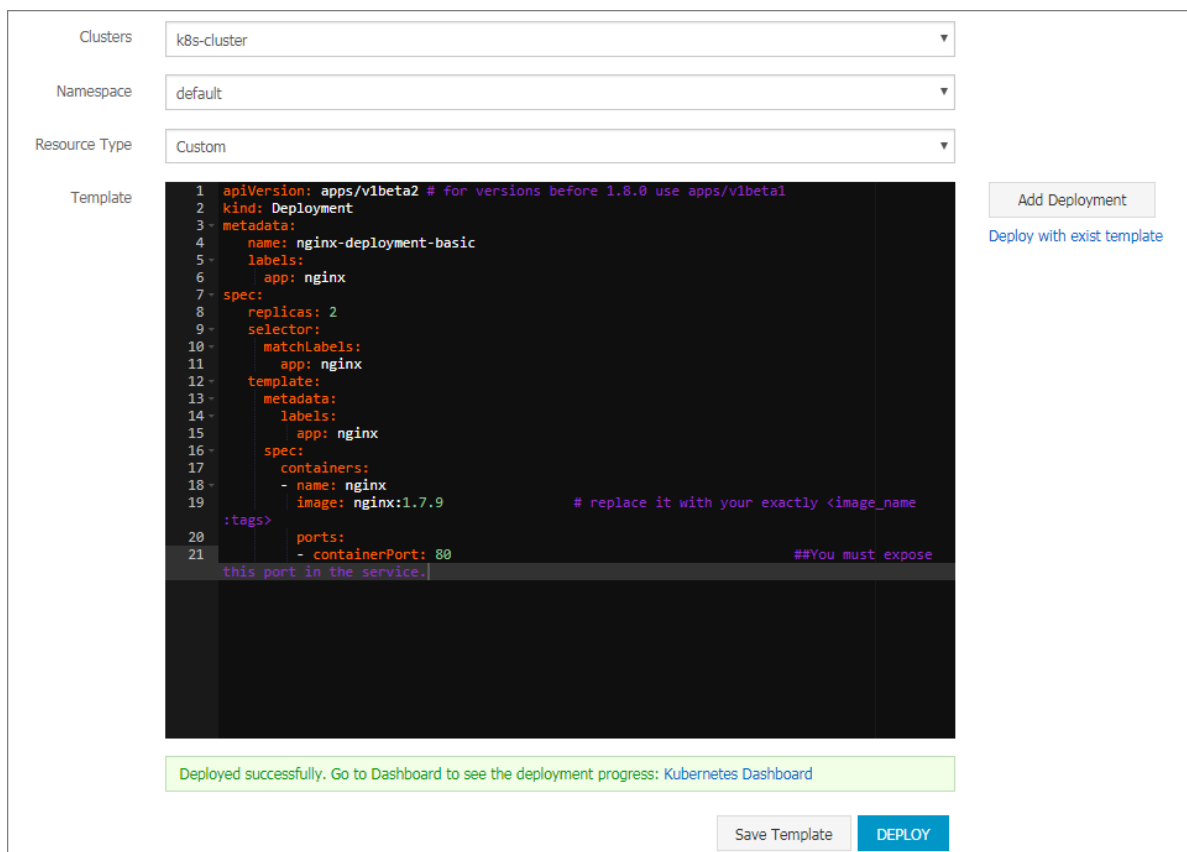 Clusters k8s-cluster
Namespace default
Resource Type Custom
Template
1 apiVersion: apps/v1beta2 # for versions before 1.8.0 use apps/v1beta1
2 kind: Deployment
3 metadata:
4 name: nginx-deployment-basic
5 labels:
6 app: nginx
7 spec:
8 replicas: 2
9 selector:
10 matchLabels:
11 app: nginx
12 template:
13 metadata:
14 labels:
15 app: nginx
16 spec:
17 containers:
18 - name: nginx
19 image: nginx:1.7.9 # replace it with your exactly <image_name
:tags>
20 ports:
21 - containerPort: 80 ##You must expose
this port in the service.
Add Deployment
Deploy with exist template
Deployed successfully. Go to Dashboard to see the deployment progress: Kubernetes Dashboard
Save Template DEPLOY